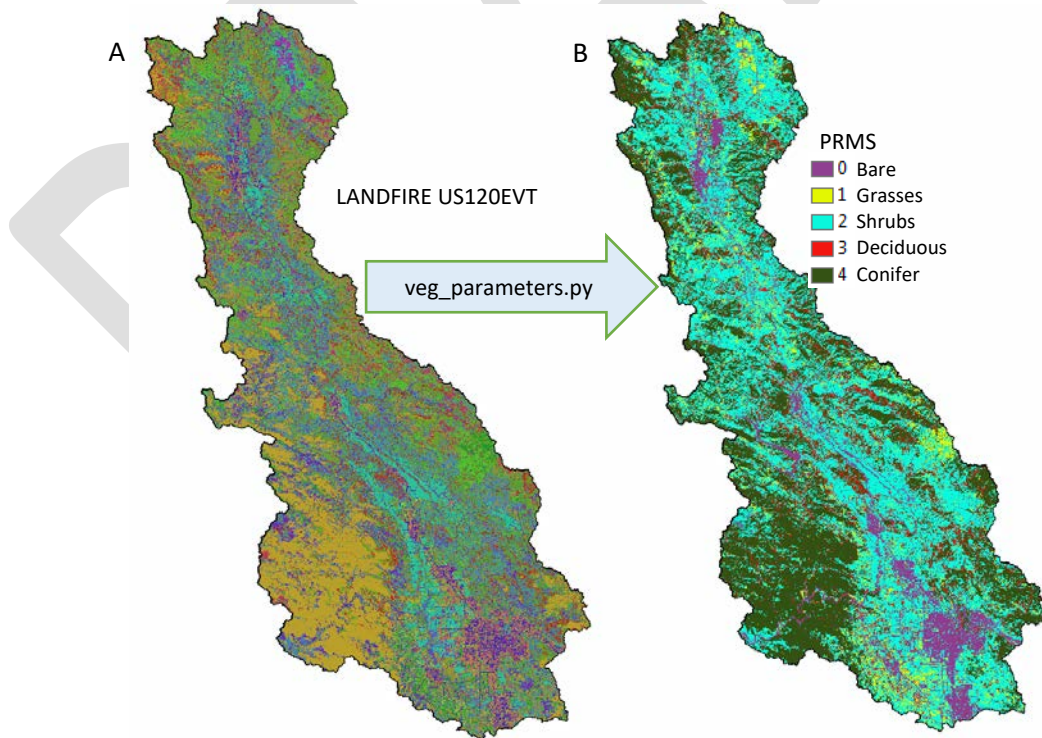 A
B
LANDFIRE US120EVT
veg_parameters.py
PRMS
0 Bare
1 Grasses
2 Shrubs
3 Deciduous
4 Conifer